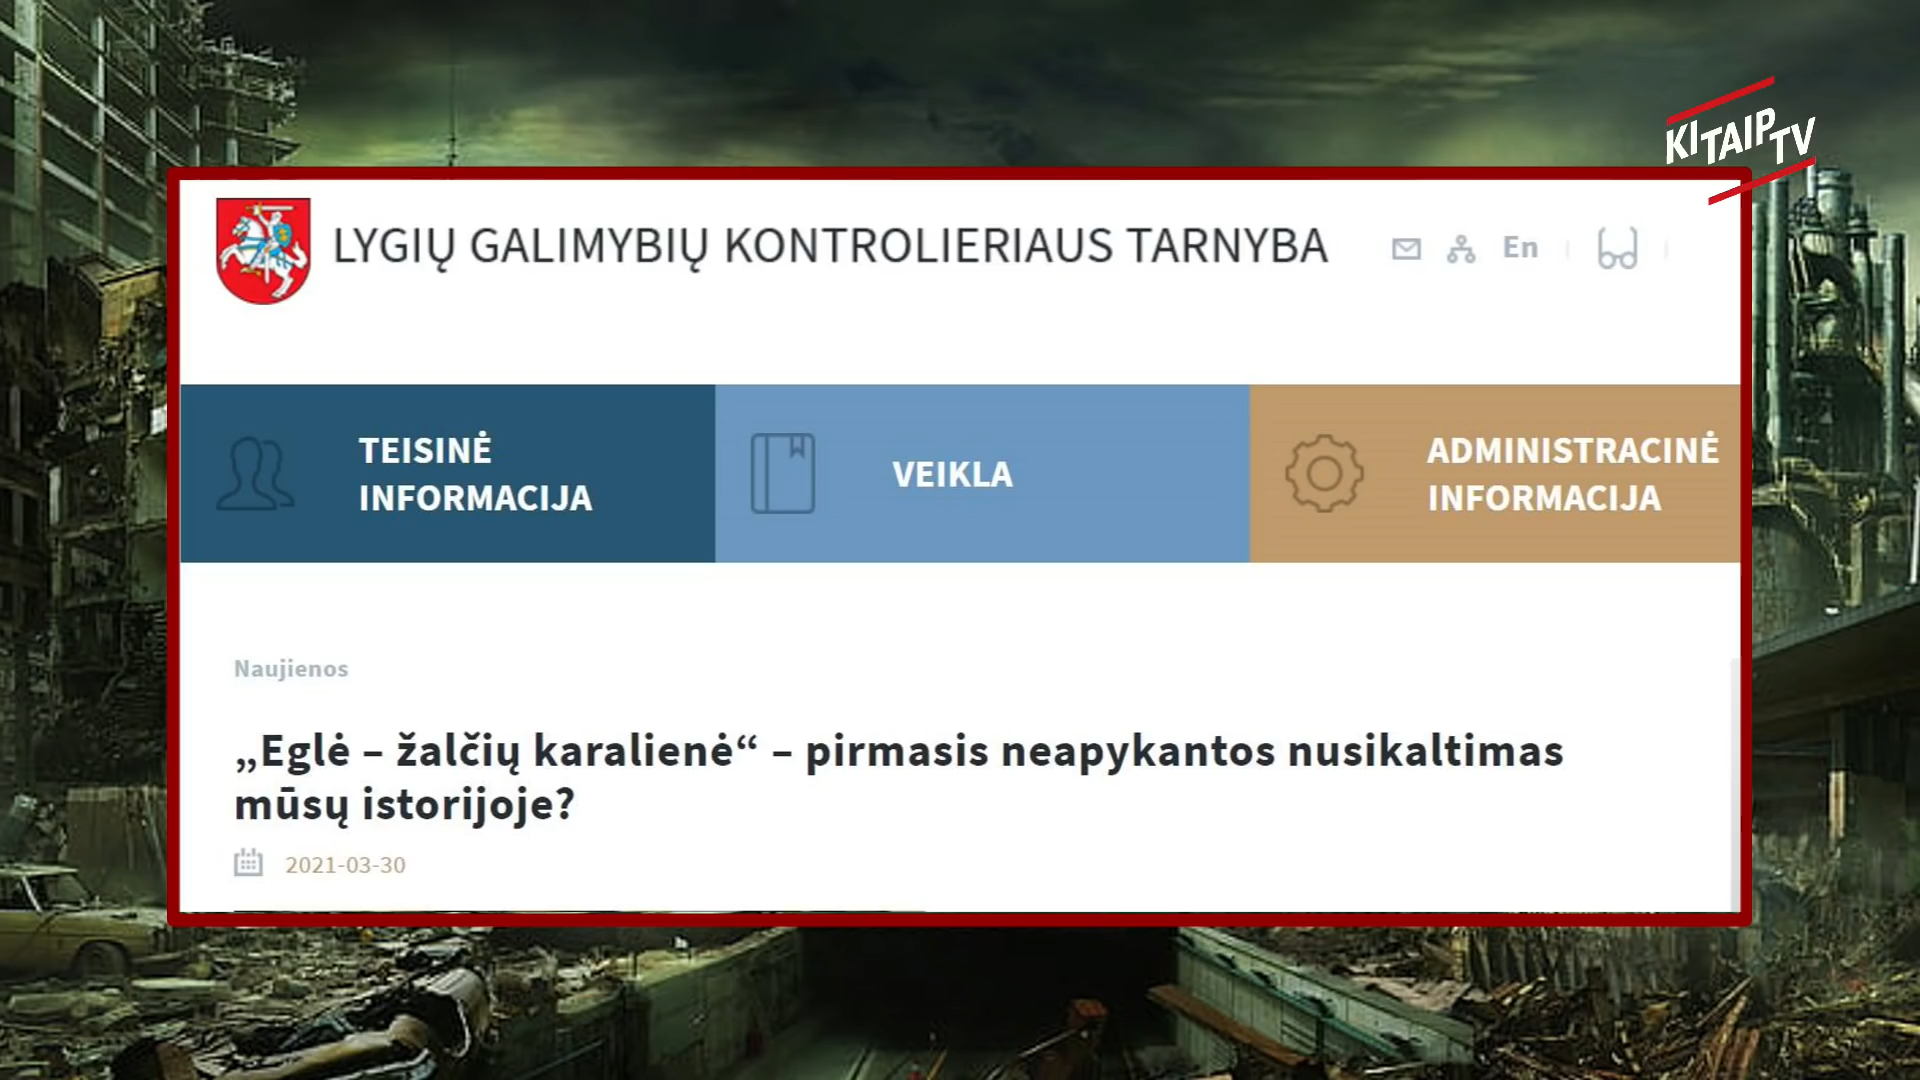 KITAIP TV
LYGIŲ GALIMYBIŲ KONTROLIERIAUS TARNYBA
En
TEISINĖ
INFORMACIJA
VEIKLA
ADMINISTRACINĖ
INFORMACIJA
Naujienos
„Eglė – žalčių karalienė“ – pirmasis neapykantos nusikaltimas
mūsų istorijoje?
2021-03-30